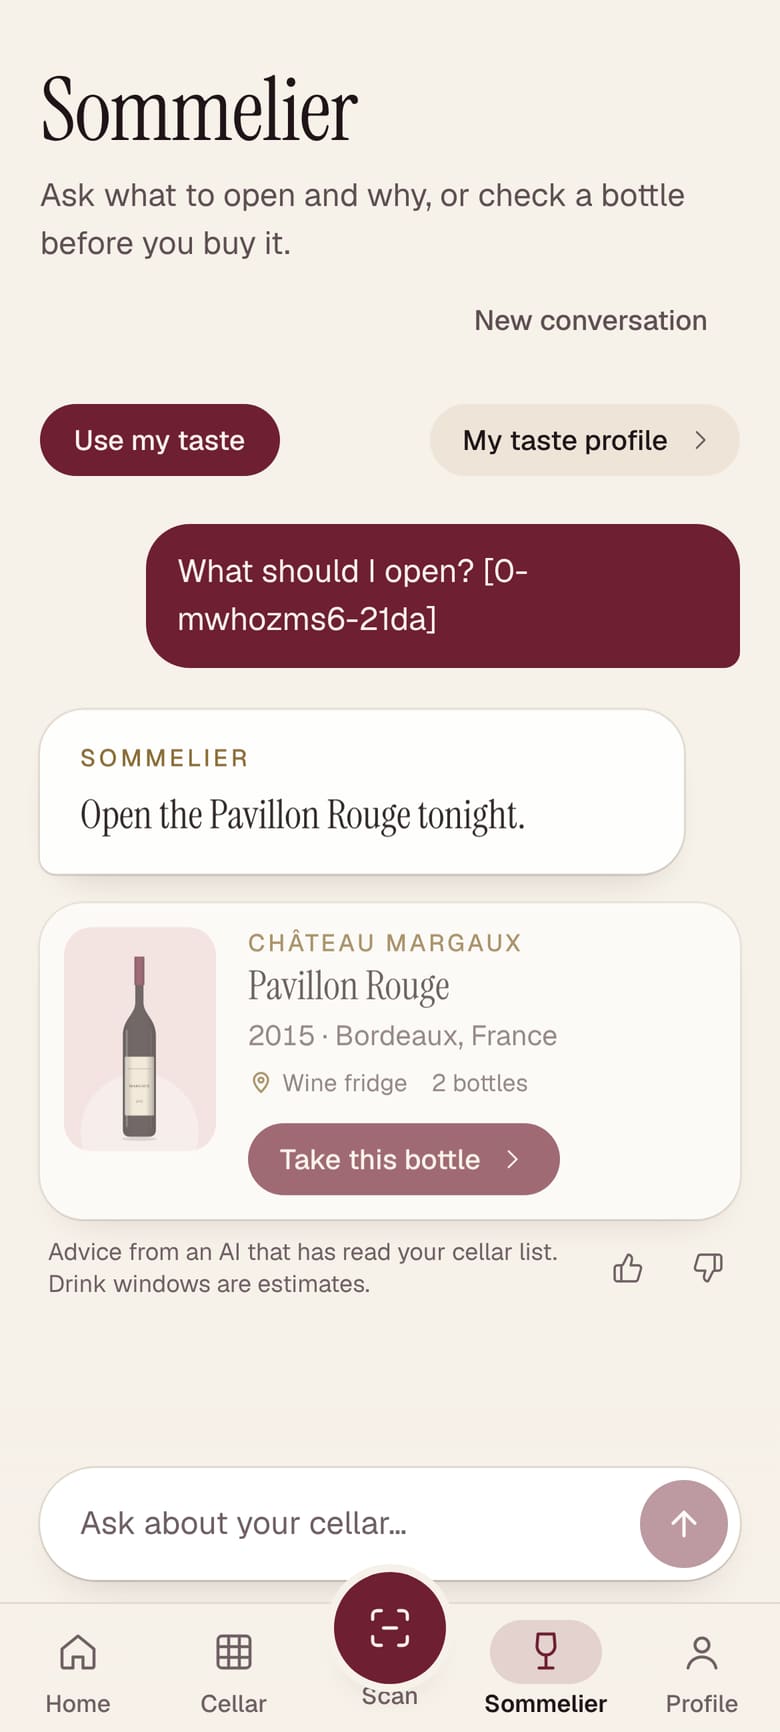 Sommelier
Ask what to open and why, or check a bottle
before you buy it.
New conversation
Use my taste
My taste profile
What should I open? [0-
mwhozms6-21da]
SOMMELIER
Open the Pavillon Rouge tonight.
CHÂTEAU MARGAUX
Pavillon Rouge
2015 · Bordeaux, France
Wine fridge 2 bottles
Take this bottle
Advice from an AI that has read your cellar list.
Drink windows are estimates.
Ask about your cellar...
Home
Cellar
Scan
Sommelier
Profile